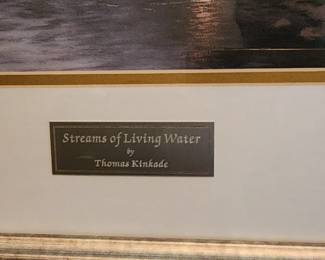 Streams of Living Water
by
Thomas Kinkade